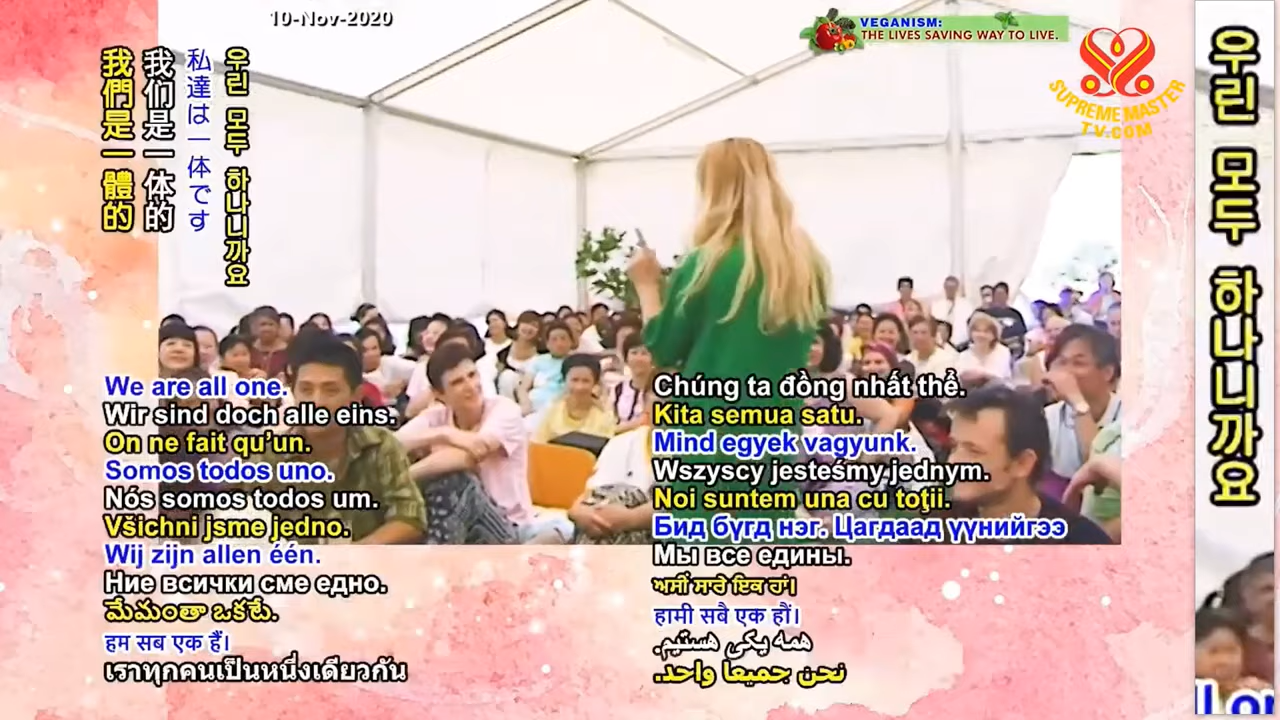 10-Nov-2020
VEGANISM:
THE LIVES SAVING WAY TO LIVE.
SUPREME MASTER
TV.COM
我們是一體的
我们是一体的
私達は一体です
우린 모두 하나니까요
We are all one.
Wir sind doch alle eins.
On ne fait qu'un.
Somos todos uno.
Nós somos todos um.
Všichni jsme jedno.
Wij zijn allen één.
Ние всички сме едно.
మేమంతా ఒకటే.
हम सब एक हैं।
เราทุกคนเป็นหนึ่งเดียวกัน
Chúng ta đồng nhất thể.
Kita semua satu.
Mind egyek vagyunk.
Wszyscy jesteśmy jednym.
Noi suntem una cu toţii.
Бид бүгд нэг. Цагдаад үүнийгээ
Мы все едины.
ਅਸੀਂ ਸਾਰੇ ਇਕ ਹਾਂ।
हामी सबै एक हौं।
همه یکی هستیم.
نحن جميعا واحد.
우린 모두 하나니까요